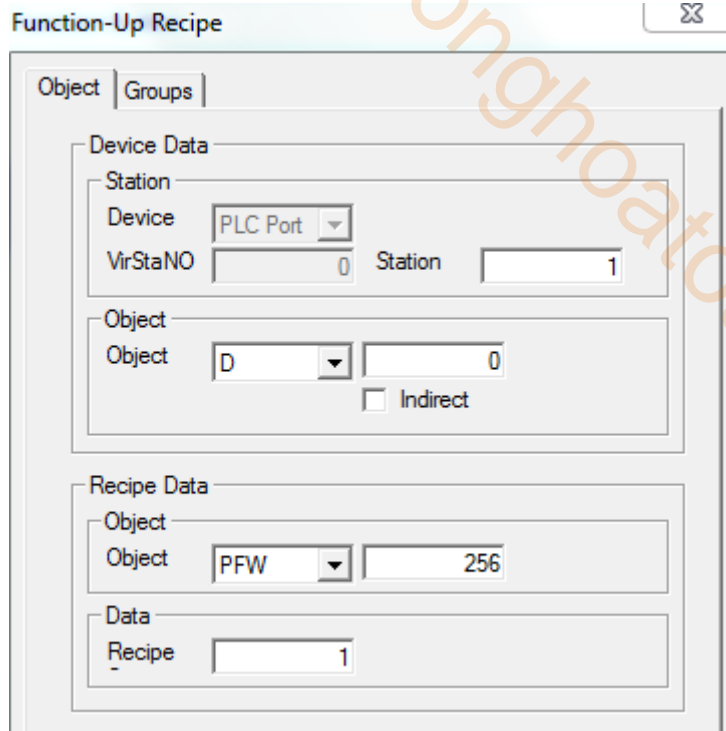 Function-Up Recipe
Object Groups
Device Data
Station
Device PLC Port
VirStaNO 0 Station 1
Object
Object D 0
Indirect
Recipe Data
Object
Object PFW 256
Data
Recipe 1